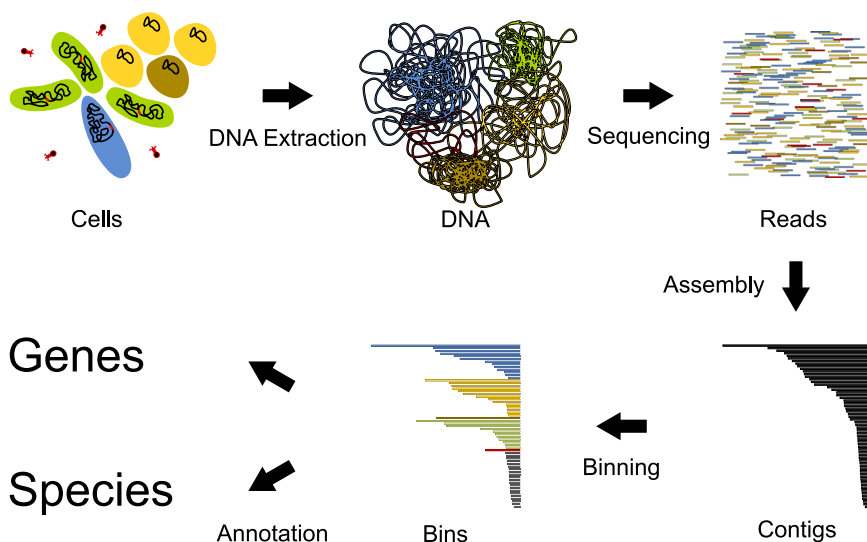 DNA Extraction
Sequencing
Cells
DNA
Reads
Assembly
Genes
Binning
Species
Annotation
Bins
Contigs